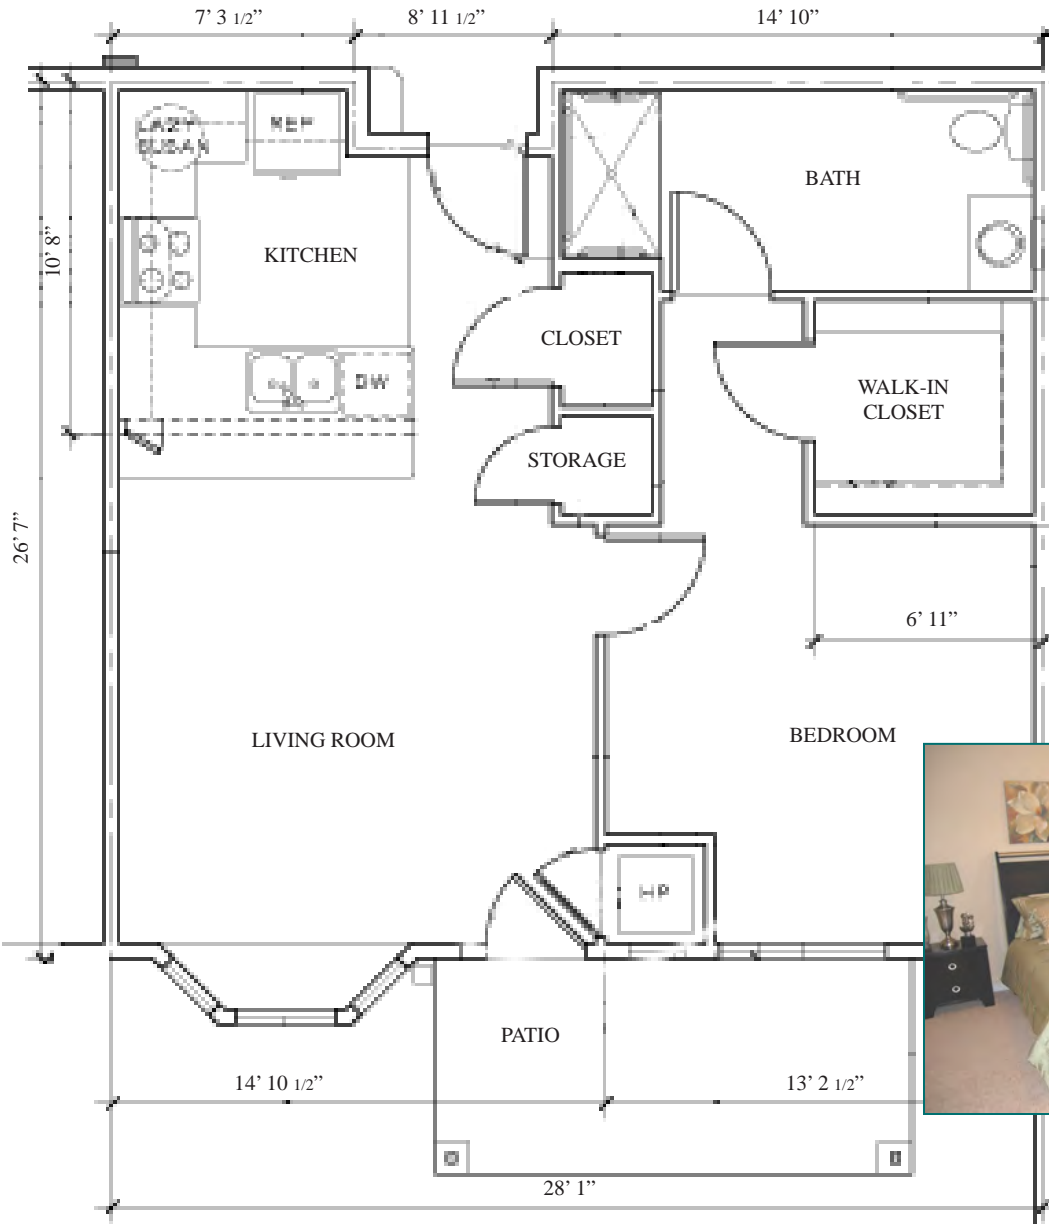 7’ 3 1/2”
8’ 11 1/2”
14’ 10”
LAZY
SUSAN
REF
BATH
10’ 8”
KITCHEN
CLOSET
DW
WALK-IN
CLOSET
STORAGE
26’ 7”
6’ 11”
LIVING ROOM
BEDROOM
HP
PATIO
14’ 10 1/2”
13’ 2 1/2”
28’ 1”